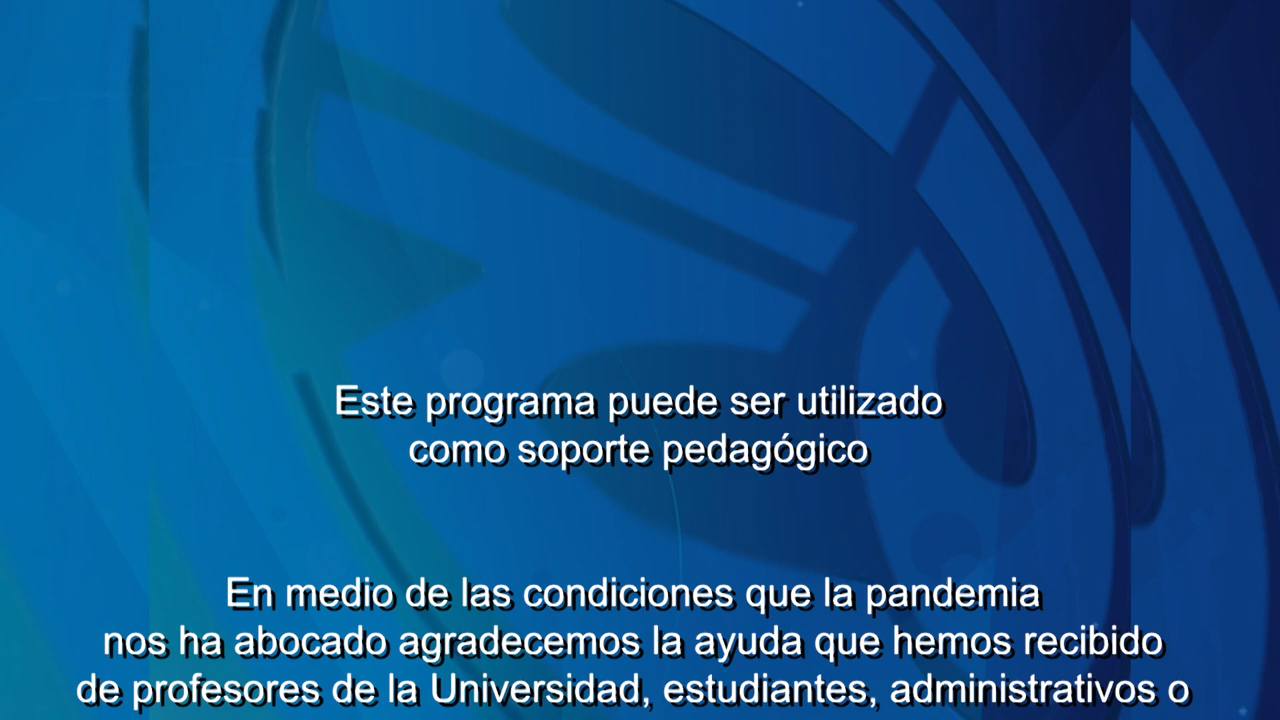 Este programa puede ser utilizado
como soporte pedagógico
En medio de las condiciones que la pandemia
nos ha abocado agradecemos la ayuda que hemos recibido
de profesores de la Universidad, estudiantes, administrativos o